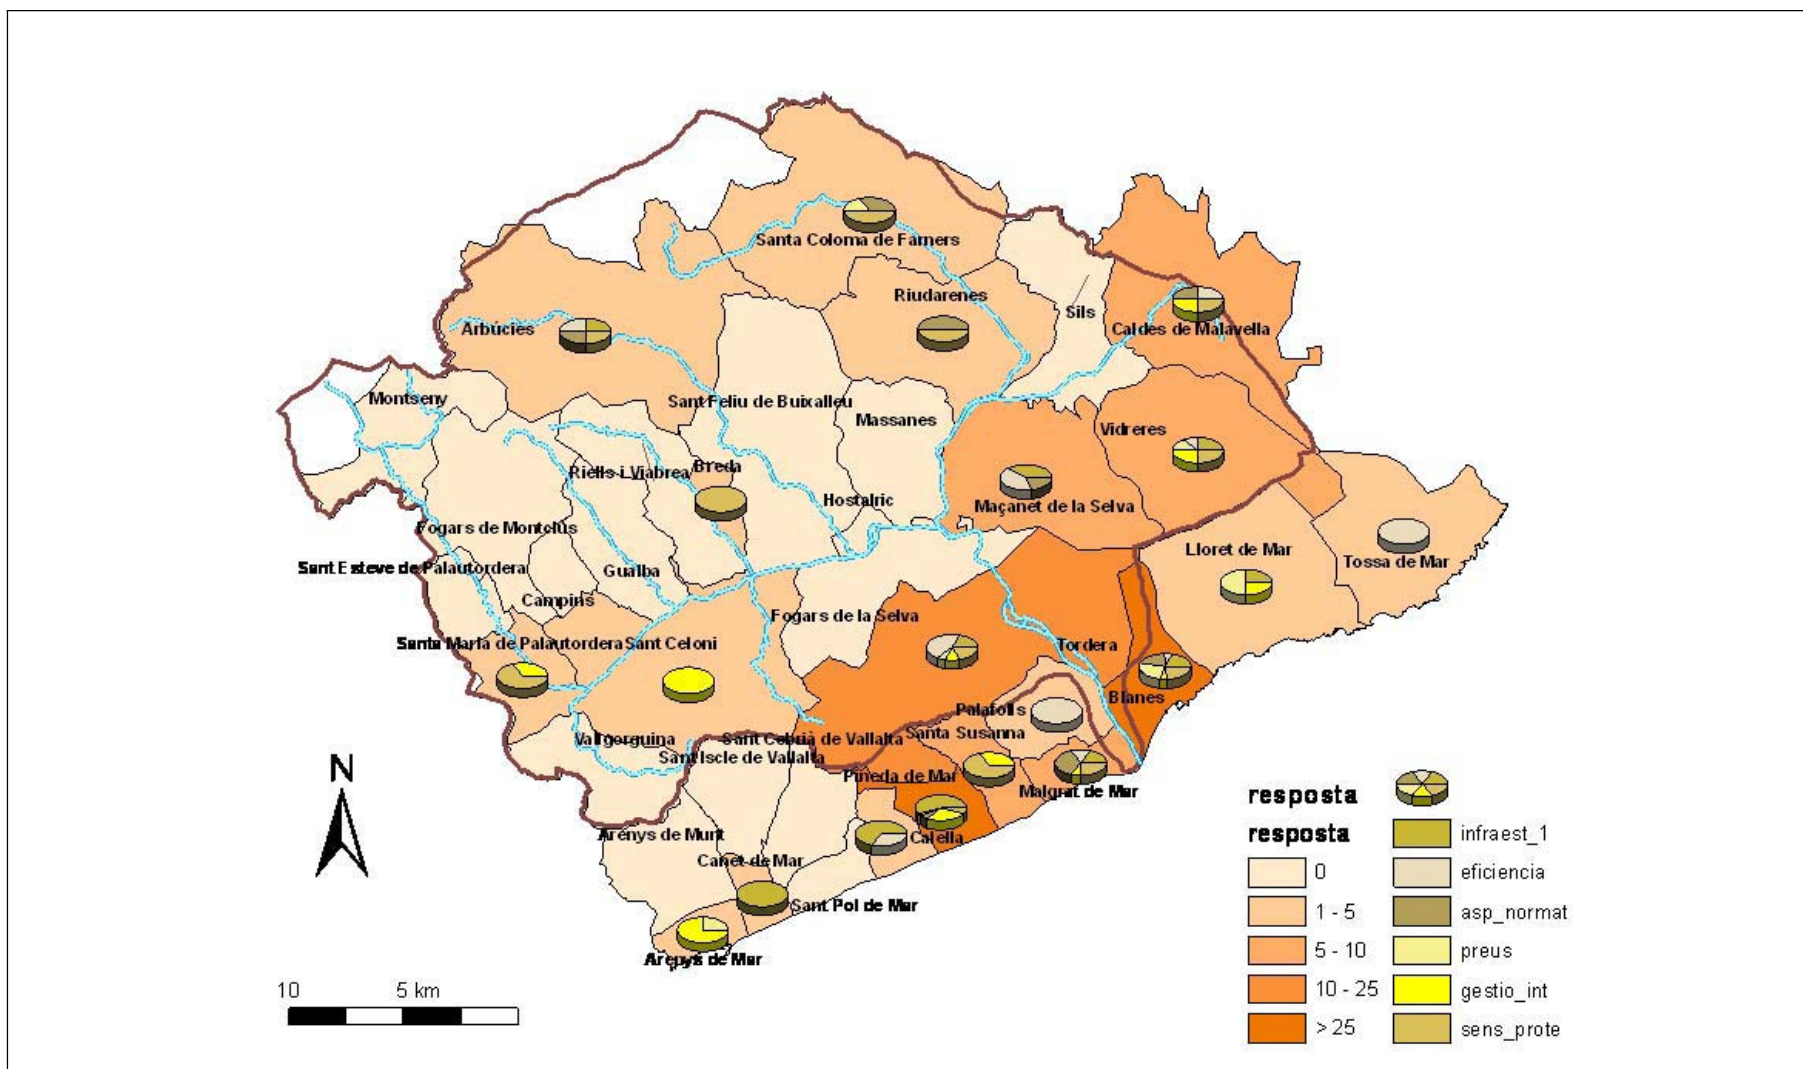 Santa Coloma de Farners
Riudarenes
Sils
Caldes de Malavella
Arbúcies
Montseny
Sant Feliu de Buixalleu
Massanes
Vidreres
Riells i Viabrea
Breda
Hostalric
Maçanet de la Selva
Fogars de Montclús
Lloret de Mar
Tossa de Mar
Sant Esteve de Palautordera
Gualba
Campins
Fogars de la Selva
Santa Maria de Palautordera
Sant Celoni
Tordera
Blanes
Palafolls
Vallgorguina
Sant Cebrià de Vallalta
Santa Susanna
Sant Iscle de Vallalta
Pineda de Mar
Malgrat de Mar
Arenys de Munt
Calella
Canet de Mar
Sant Pol de Mar
Arenys de Mar
N
10 5 km
resposta
resposta
0
1 - 5
5 - 10
10 - 25
> 25
infraest_1
eficiencia
asp_normat
preus
gestio_int
sens_prote